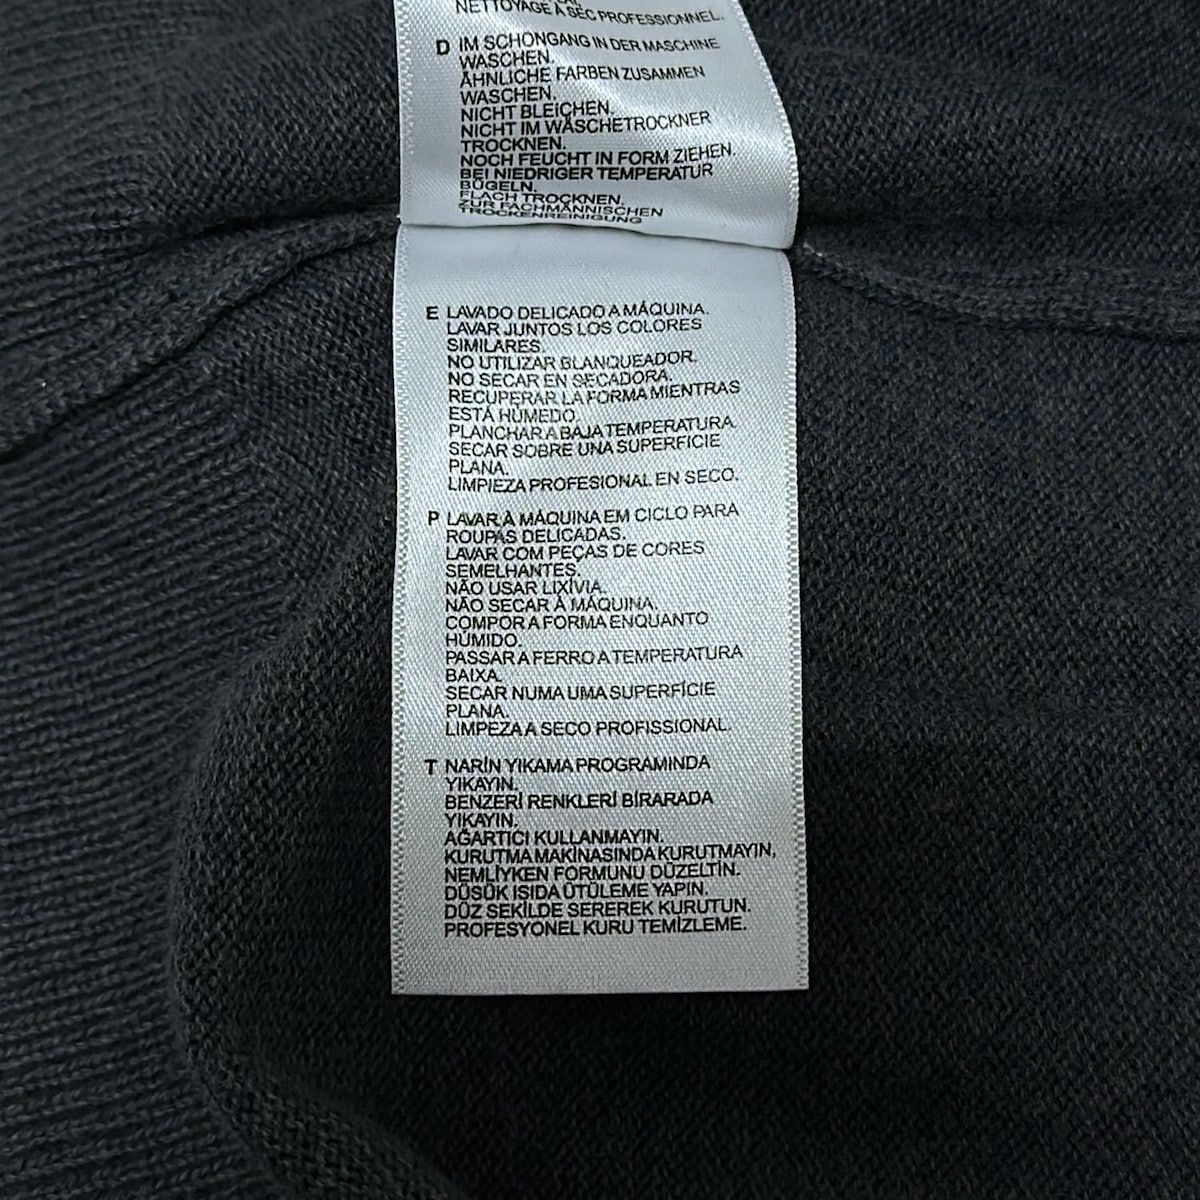 NETTOYAGE À SEC PROFESSIONNEL.
D IM SCHONGANG IN DER MASCHINE
WASCHEN.
ÄHNLICHE FARBEN ZUSAMMEN
WASCHEN.
NICHT BLEICHEN.
NICHT IM WÄSCHETROCKNER
TROCKNEN.
NOCH FEUCHT IN FORM ZIEHEN.
BEI NIEDRIGER TEMPERATUR
BÜGELN.
FLACH TROCKNEN.
ZUR FACHMÄNNISCHEN
TROCKENREINIGUNG
E LAVADO DELICADO A MÁQUINA.
LAVAR JUNTOS LOS COLORES
SIMILARES.
NO UTILIZAR BLANQUEADOR.
NO SECAR EN SECADORA.
RECUPERAR LA FORMA MIENTRAS
ESTÁ HÚMEDO.
PLANCHAR A BAJA TEMPERATURA.
SECAR SOBRE UNA SUPERFICIE
PLANA.
LIMPIEZA PROFESIONAL EN SECO.
P LAVAR À MÁQUINA EM CICLO PARA
ROUPAS DELICADAS.
LAVAR COM PEÇAS DE CORES
SEMELHANTES.
NÃO USAR LIXÍVIA.
NÃO SECAR À MÁQUINA.
COMPOR A FORMA ENQUANTO
HÚMIDO.
PASSAR A FERRO A TEMPERATURA
BAIXA.
SECAR NUMA UMA SUPERFÍCIE
PLANA.
LIMPEZA A SECO PROFISSIONAL.
T NARİN YIKAMA PROGRAMINDA
YIKAYIN.
BENZERİ RENKLERİ BİRARADA
YIKAYIN.
AĞARTICI KULLANMAYIN.
KURUTMA MAKİNASINDA KURUTMAYIN,
NEMLİYKEN FORMUNU DÜZELTİN.
DÜSÜK ISIDA ÜTÜLEME YAPIN.
DÜZ SEKİLDE SEREREK KURUTUN.
PROFESYONEL KURU TEMİZLEME.